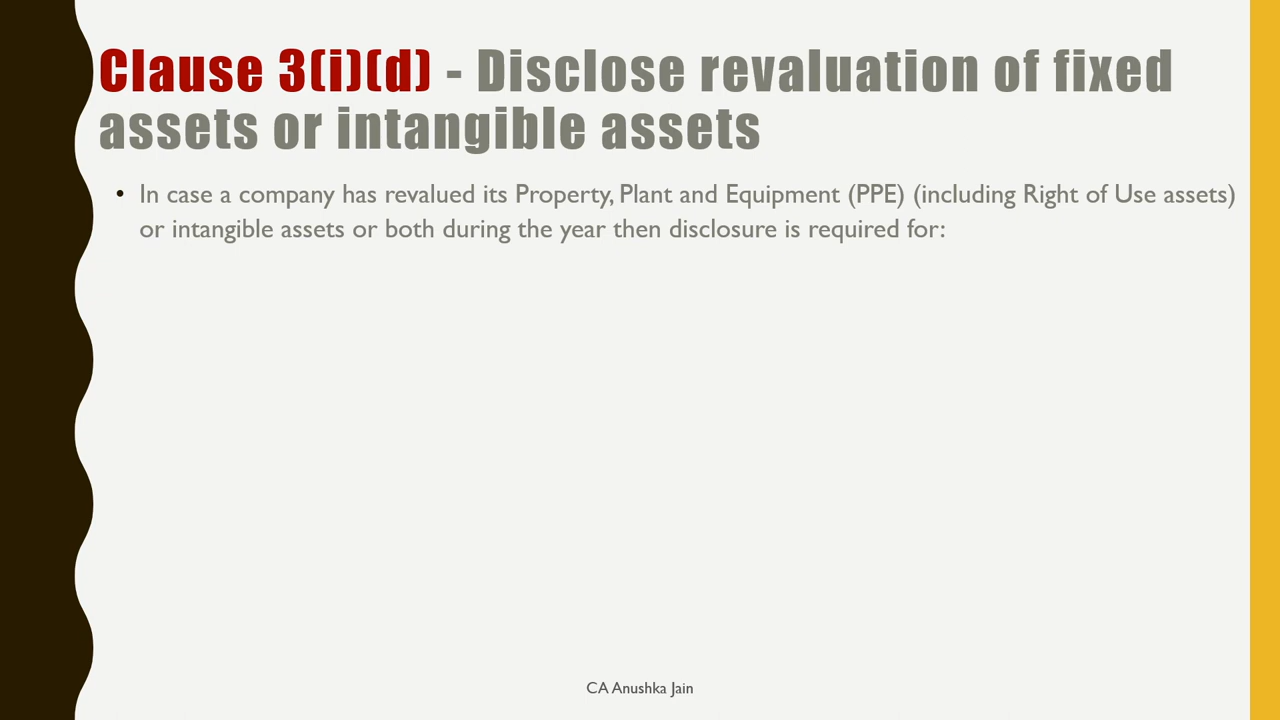 Clause 3(i)(d) - Disclose revaluation of fixed
assets or intangible assets
• In case a company has revalued its Property, Plant and Equipment (PPE) (including Right of Use assets)
or intangible assets or both during the year then disclosure is required for:
CA Anushka Jain